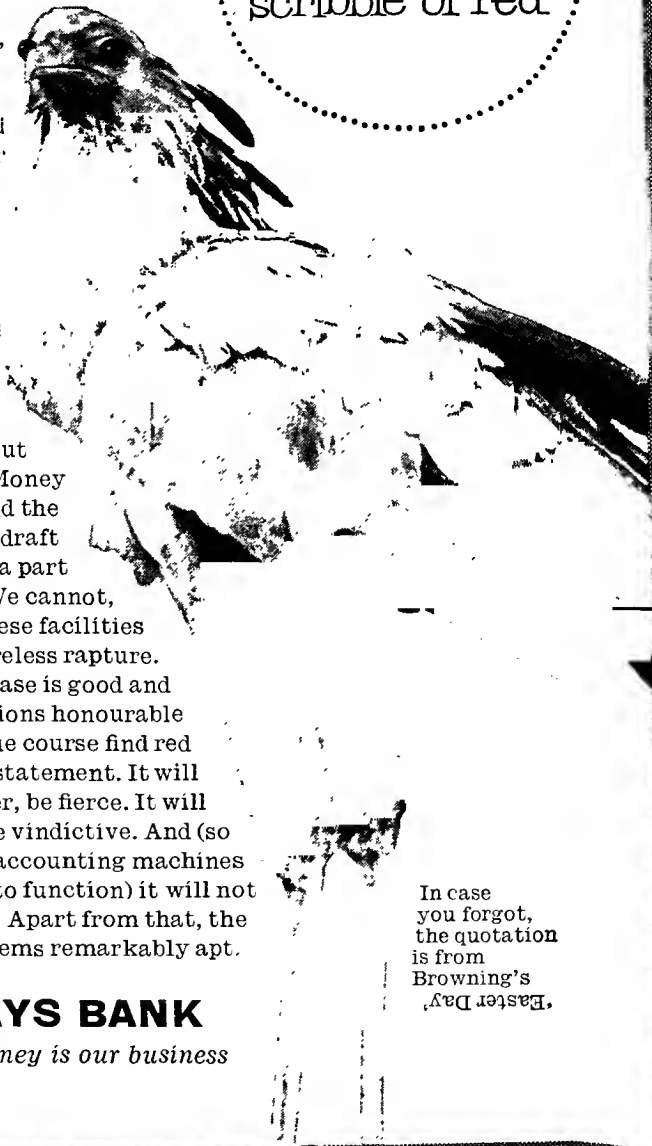 scribble of red
ut
Money
d the
draft
a part
We cannot,
ese facilities
reless rapture.
ase is good and
ions honourable
ue course find red
statement. It will
er, be fierce. It will
e vindictive. And (so
accounting machines
to function) it will not
Apart from that, the
ems remarkably apt.
AYS BANK
ney is our business
In case
you forgot,
the quotation
is from
Browning's
'Easter Day'